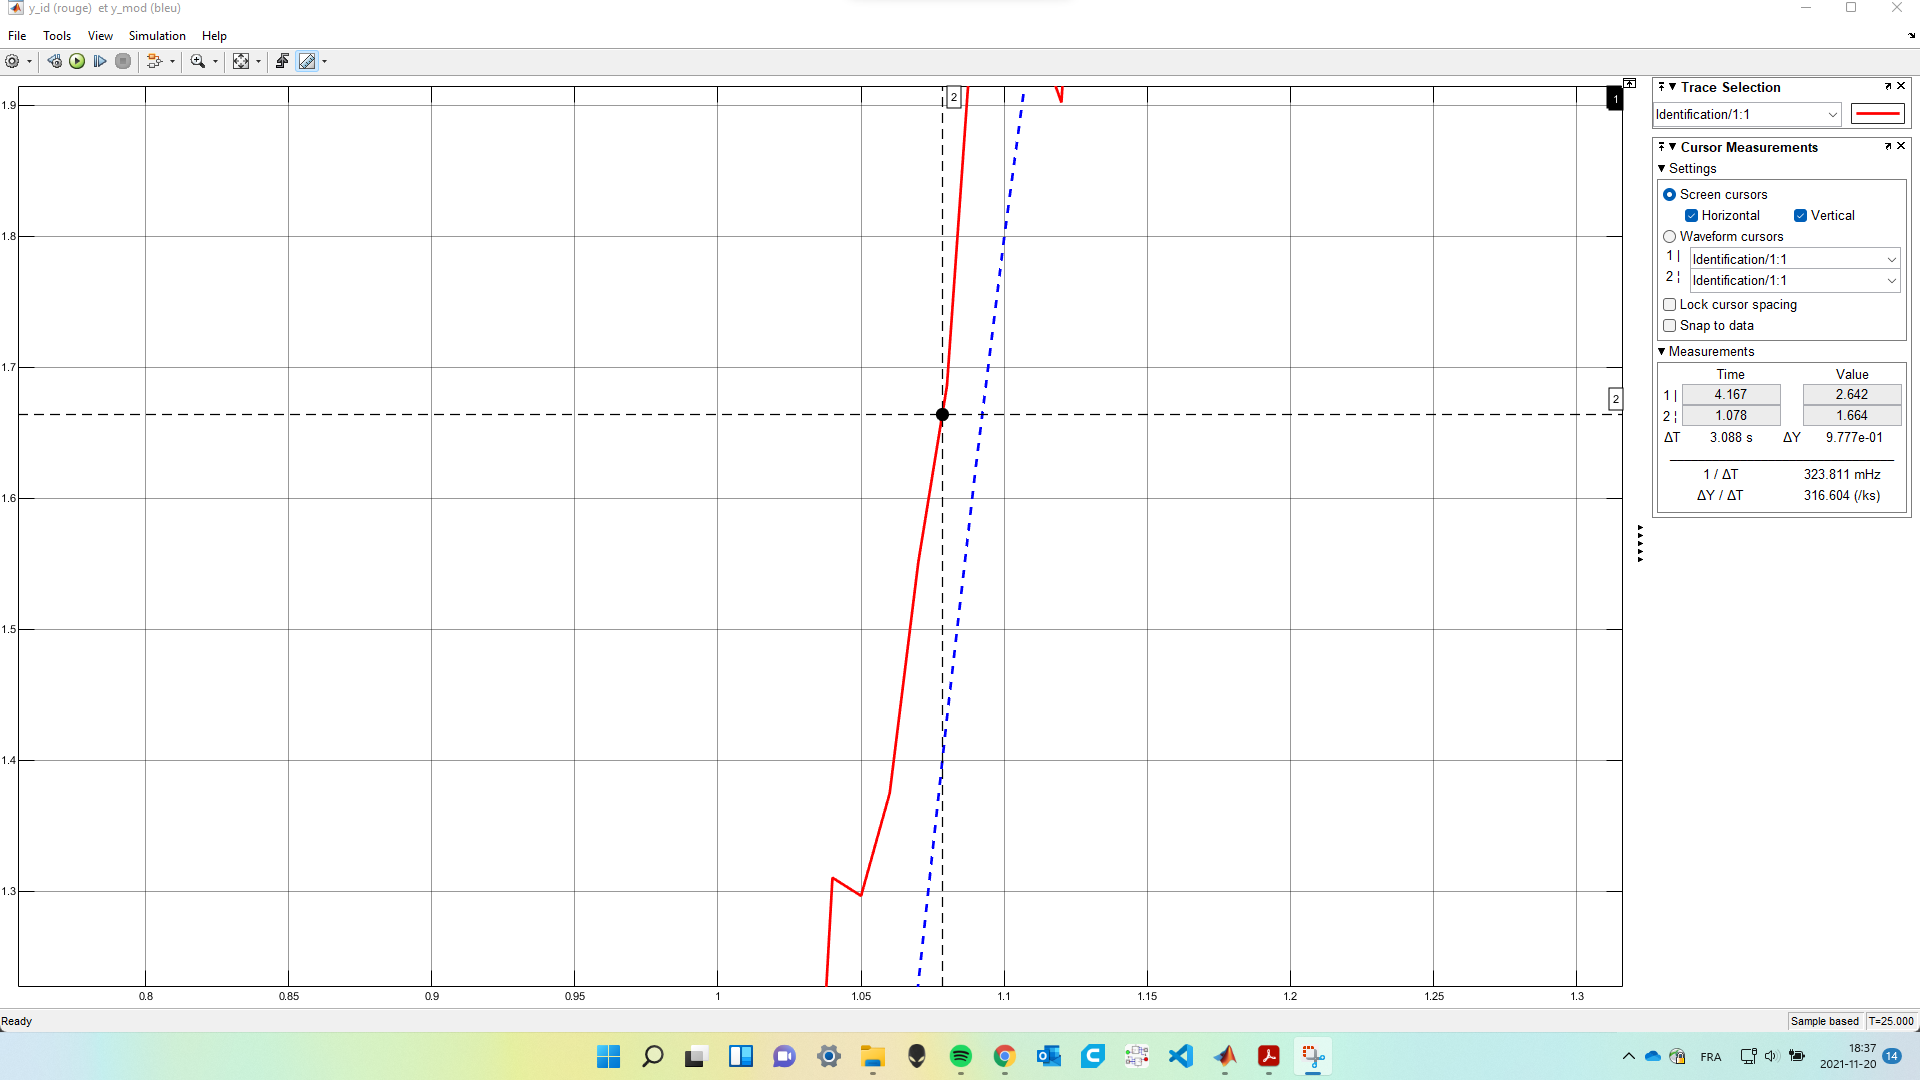 y_id (rouge)  et y_mod (bleu)
File Tools View Simulation Help
2
1
1.9
1.8
1.7
1.6
1.5
1.4
1.3
2
0.8 0.85 0.9 0.95 1 1.05 1.1 1.15 1.2 1.25 1.3
Trace Selection
Identification/1:1
Cursor Measurements
Settings
Screen cursors
Horizontal Vertical
Waveform cursors
1 | Identification/1:1
2 ¦ Identification/1:1
Lock cursor spacing
Snap to data
Measurements
Time Value
1 | 4.167 2.642
2 ¦ 1.078 1.664
ΔT 3.088 s ΔY 9.777e-01
1 / ΔT 323.811 mHz
ΔY / ΔT 316.604 (/ks)
Ready
Sample based T=25.000
FRA
18:37
2021-11-20
14